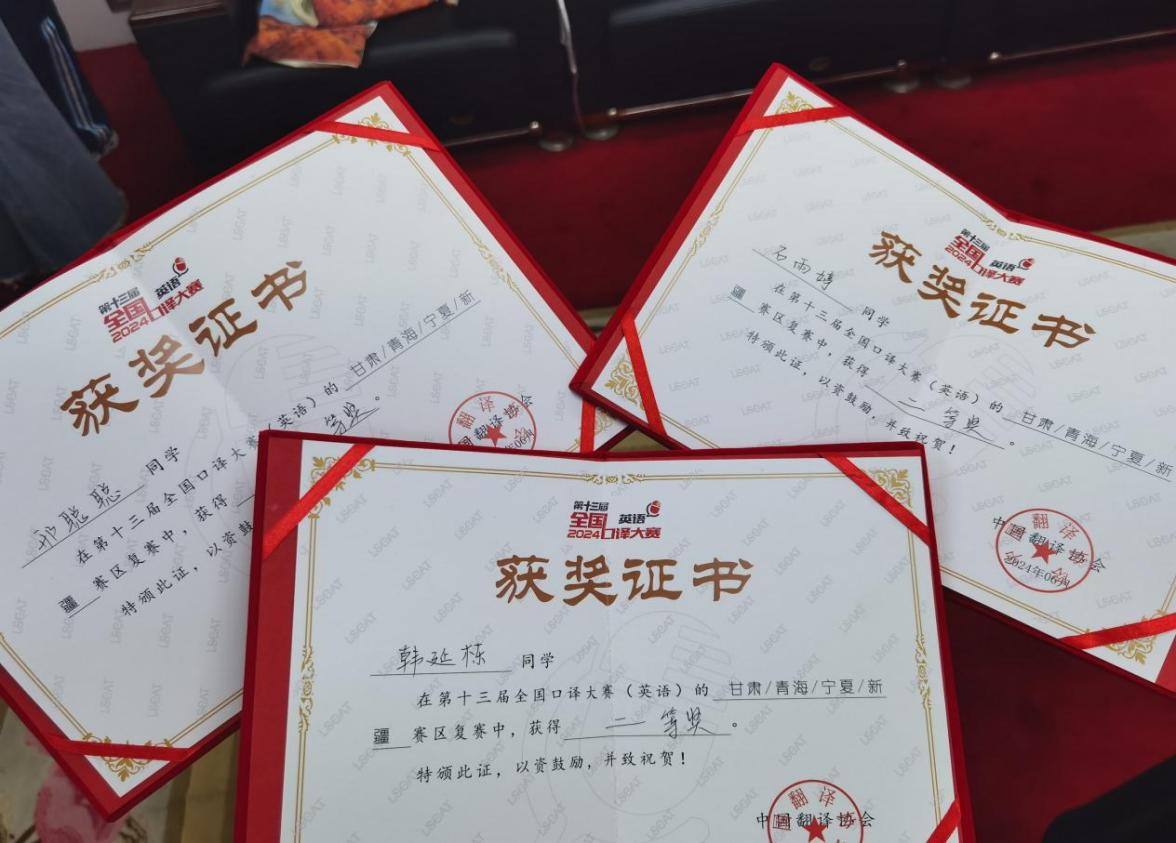 第十三届
全国
英语
2024口译大赛
获奖证书
邢聪聪 同学
在第十三届全国口译大赛(英语)的 甘肃/青海/宁夏/新
疆 赛区复赛中,获得 等奖 。
特颁此证,以资鼓励
中国翻译协会
第十三届
全国
英语
2024口译大赛
获奖证书
石雨婷 同学
在第十三届全国口译大赛(英语)的 甘肃/青海/宁夏/新
疆 赛区复赛中,获得 二等奖 。
特颁此证,以资鼓励,并致祝贺!
中国翻译协会
2024年06月
第十三届
全国
英语
2024口译大赛
获奖证书
韩延栋 同学
在第十三届全国口译大赛(英语)的 甘肃/青海/宁夏/新
疆 赛区复赛中,获得 二等奖 。
特颁此证,以资鼓励,并致祝贺!
中国翻译协会